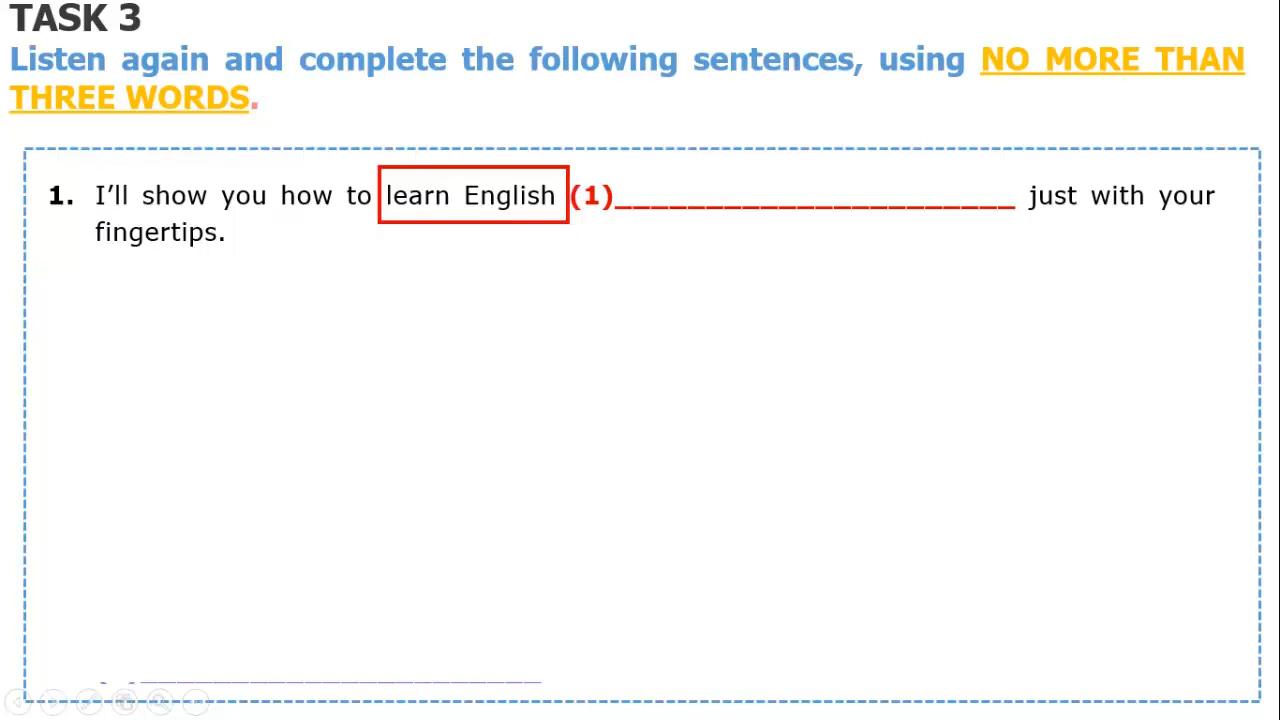 TASK 3
Listen again and complete the following sentences, using NO MORE THAN
THREE WORDS.
1. I’ll show you how to learn English (1)______________________ just with your
fingertips.